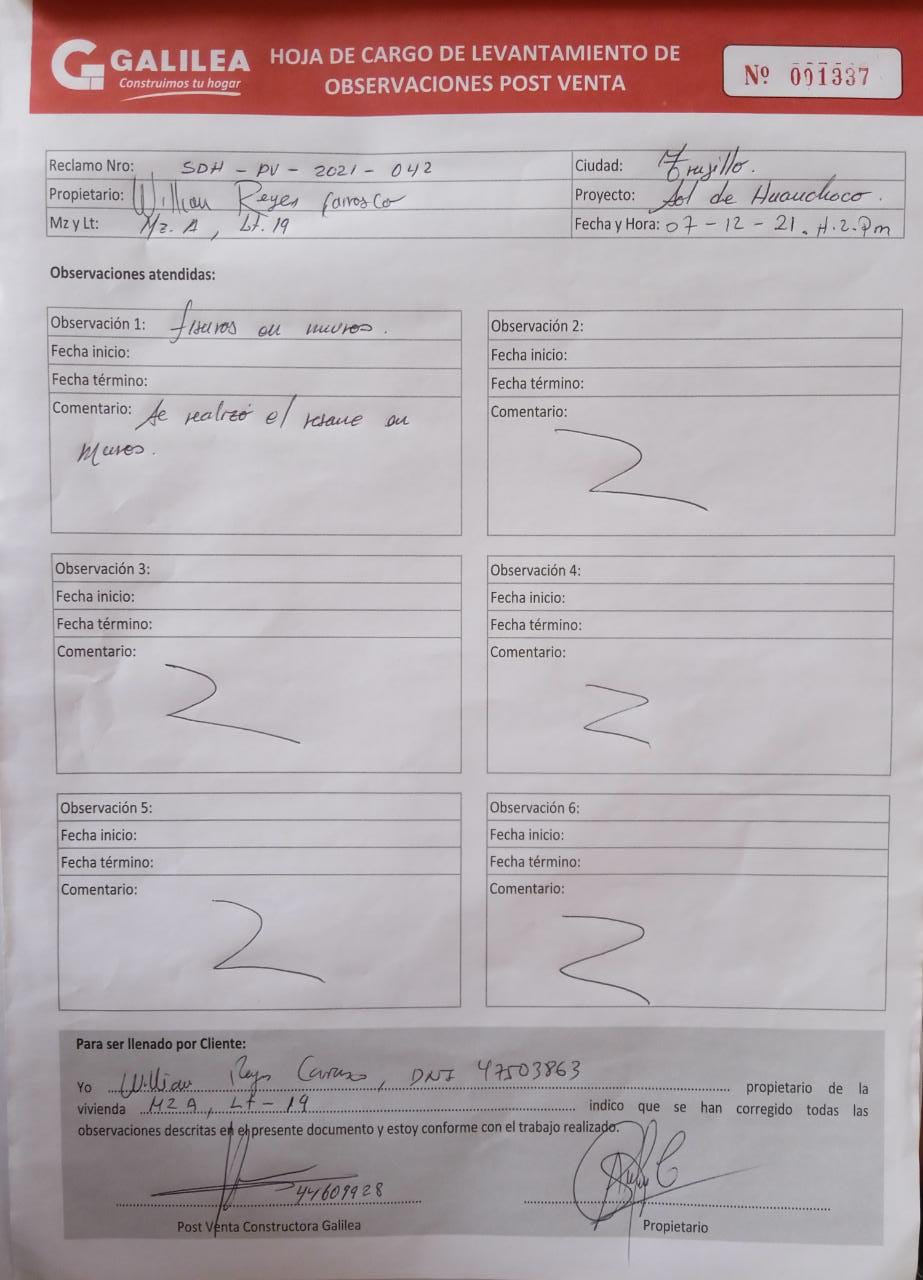 GALILEA
Construimos tu hogar
HOJA DE CARGO DE LEVANTAMIENTO DE
OBSERVACIONES POST VENTA
Nº 001337
Reclamo Nro: SDH - PV - 2021 - 042
Ciudad: Trujillo.
Propietario: Willian Reyes Carrasco
Proyecto: Sol de Huanchaco.
Mz y Lt: Mz. A, Lt. 19
Fecha y Hora: 07 - 12 - 21. H.2.Pm
Observaciones atendidas:
Observación 1: fisuras en muros.
Fecha inicio:
Fecha término:
Comentario: Se realizó el resane en
Muros.
Observación 2:
Fecha inicio:
Fecha término:
Comentario:
Observación 3:
Fecha inicio:
Fecha término:
Comentario:
Observación 4:
Fecha inicio:
Fecha término:
Comentario:
Observación 5:
Fecha inicio:
Fecha término:
Comentario:
Observación 6:
Fecha inicio:
Fecha término:
Comentario:
Para ser llenado por Cliente:
Yo Willian Reyes Carrasco, DNI 47503863 propietario de la
vivienda MZ A, Lt - 19 indico que se han corregido todas las
observaciones descritas en el presente documento y estoy conforme con el trabajo realizado.
44609928
Post Venta Constructora Galilea
Propietario